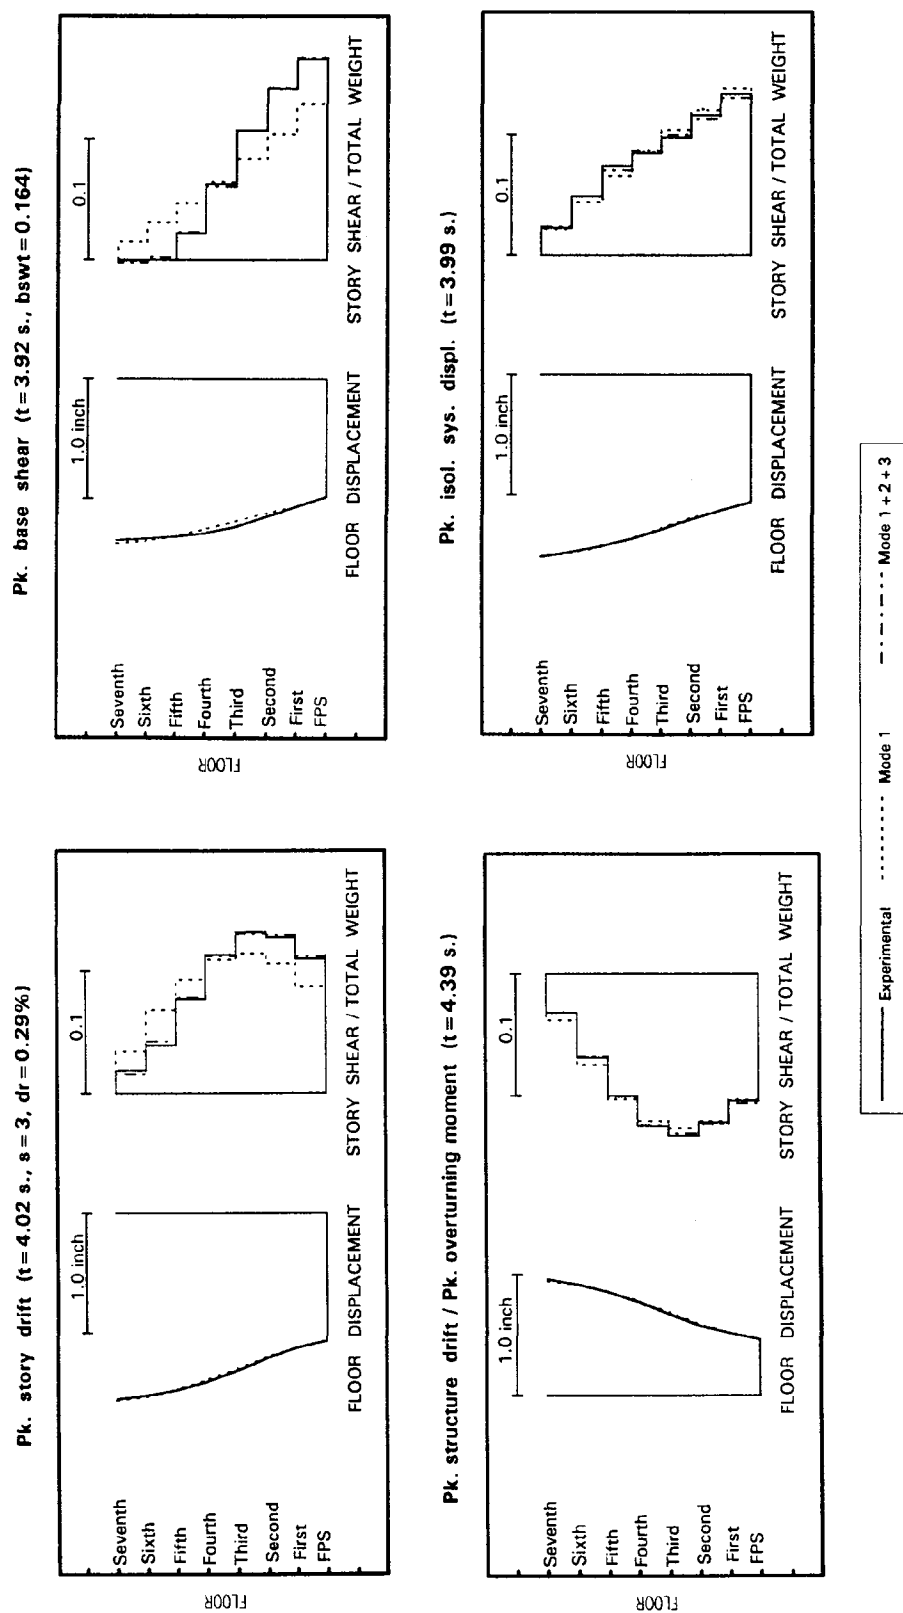 Pk. story drift (t=4.02 s., s=3, dr=0.29%)
FLOOR
Seventh
Sixth
Fifth
Fourth
Third
Second
First
FPS
1.0 inch
0.1
FLOOR DISPLACEMENT
STORY SHEAR / TOTAL WEIGHT
Pk. base shear (t=3.92 s., bswt=0.164)
FLOOR
Seventh
Sixth
Fifth
Fourth
Third
Second
First
FPS
1.0 inch
0.1
FLOOR DISPLACEMENT
STORY SHEAR / TOTAL WEIGHT
Pk. structure drift / Pk. overturning moment (t=4.39 s.)
FLOOR
Seventh
Sixth
Fifth
Fourth
Third
Second
First
FPS
1.0 inch
0.1
FLOOR DISPLACEMENT
STORY SHEAR / TOTAL WEIGHT
Pk. isol. sys. displ. (t=3.99 s.)
FLOOR
Seventh
Sixth
Fifth
Fourth
Third
Second
First
FPS
1.0 inch
0.1
FLOOR DISPLACEMENT
STORY SHEAR / TOTAL WEIGHT
Experimental Mode 1 Mode 1+2+3